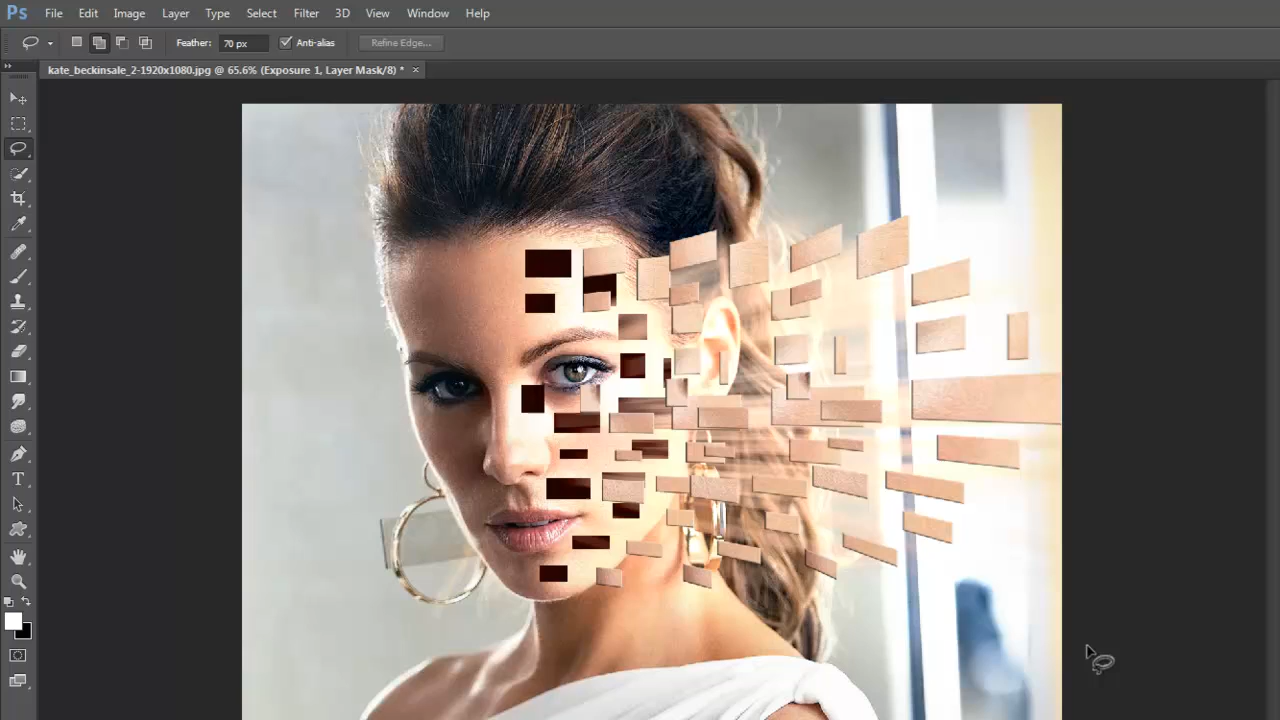 Ps File Edit Image Layer Type Select Filter 3D View Window Help
Feather: 70 px Anti-alias Refine Edge...
kate_beckinsale_2-1920x1080.jpg @ 65.6% (Exposure 1, Layer Mask/8) * ×
T